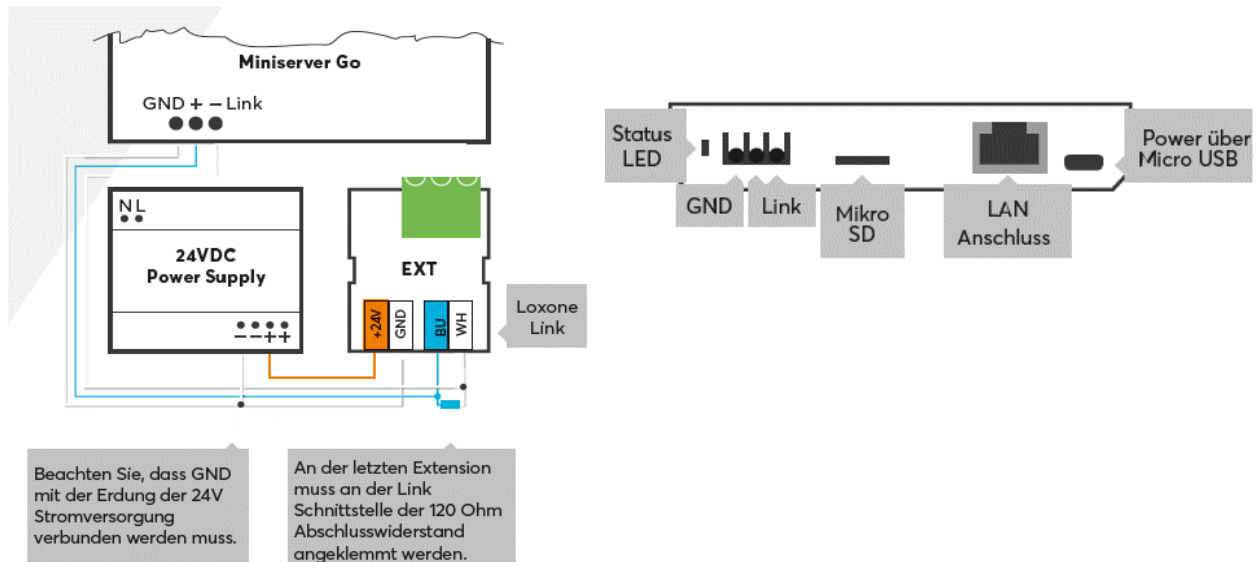 Miniserver Go
GND + – Link
N L
24VDC
Power Supply
– – + +
EXT
+24V
GND
BU
WH
Loxone
Link
Beachten Sie, dass GND
mit der Erdung der 24V
Stromversorgung
verbunden werden muss.
An der letzten Extension
muss an der Link
Schnittstelle der 120 Ohm
Abschlusswiderstand
angeklemmt werden.
Status
LED
GND
Link
Mikro
SD
LAN
Anschluss
Power über
Micro USB